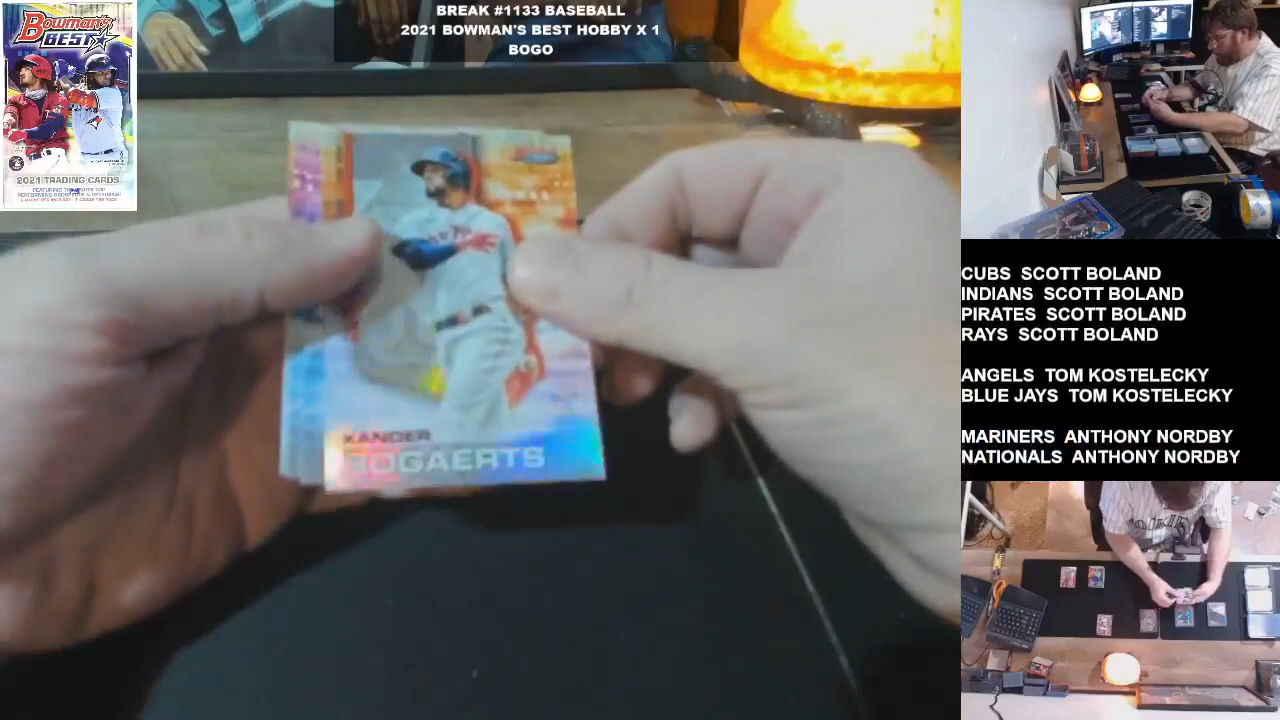 BREAK #1133 BASEBALL
2021 BOWMAN'S BEST HOBBY X 1
BOGO
Bowman's
BEST
2021 TRADING CARDS
XANDER
BOGAERTS
CUBS SCOTT BOLAND
INDIANS SCOTT BOLAND
PIRATES SCOTT BOLAND
RAYS SCOTT BOLAND
ANGELS TOM KOSTELECKY
BLUE JAYS TOM KOSTELECKY
MARINERS ANTHONY NORDBY
NATIONALS ANTHONY NORDBY